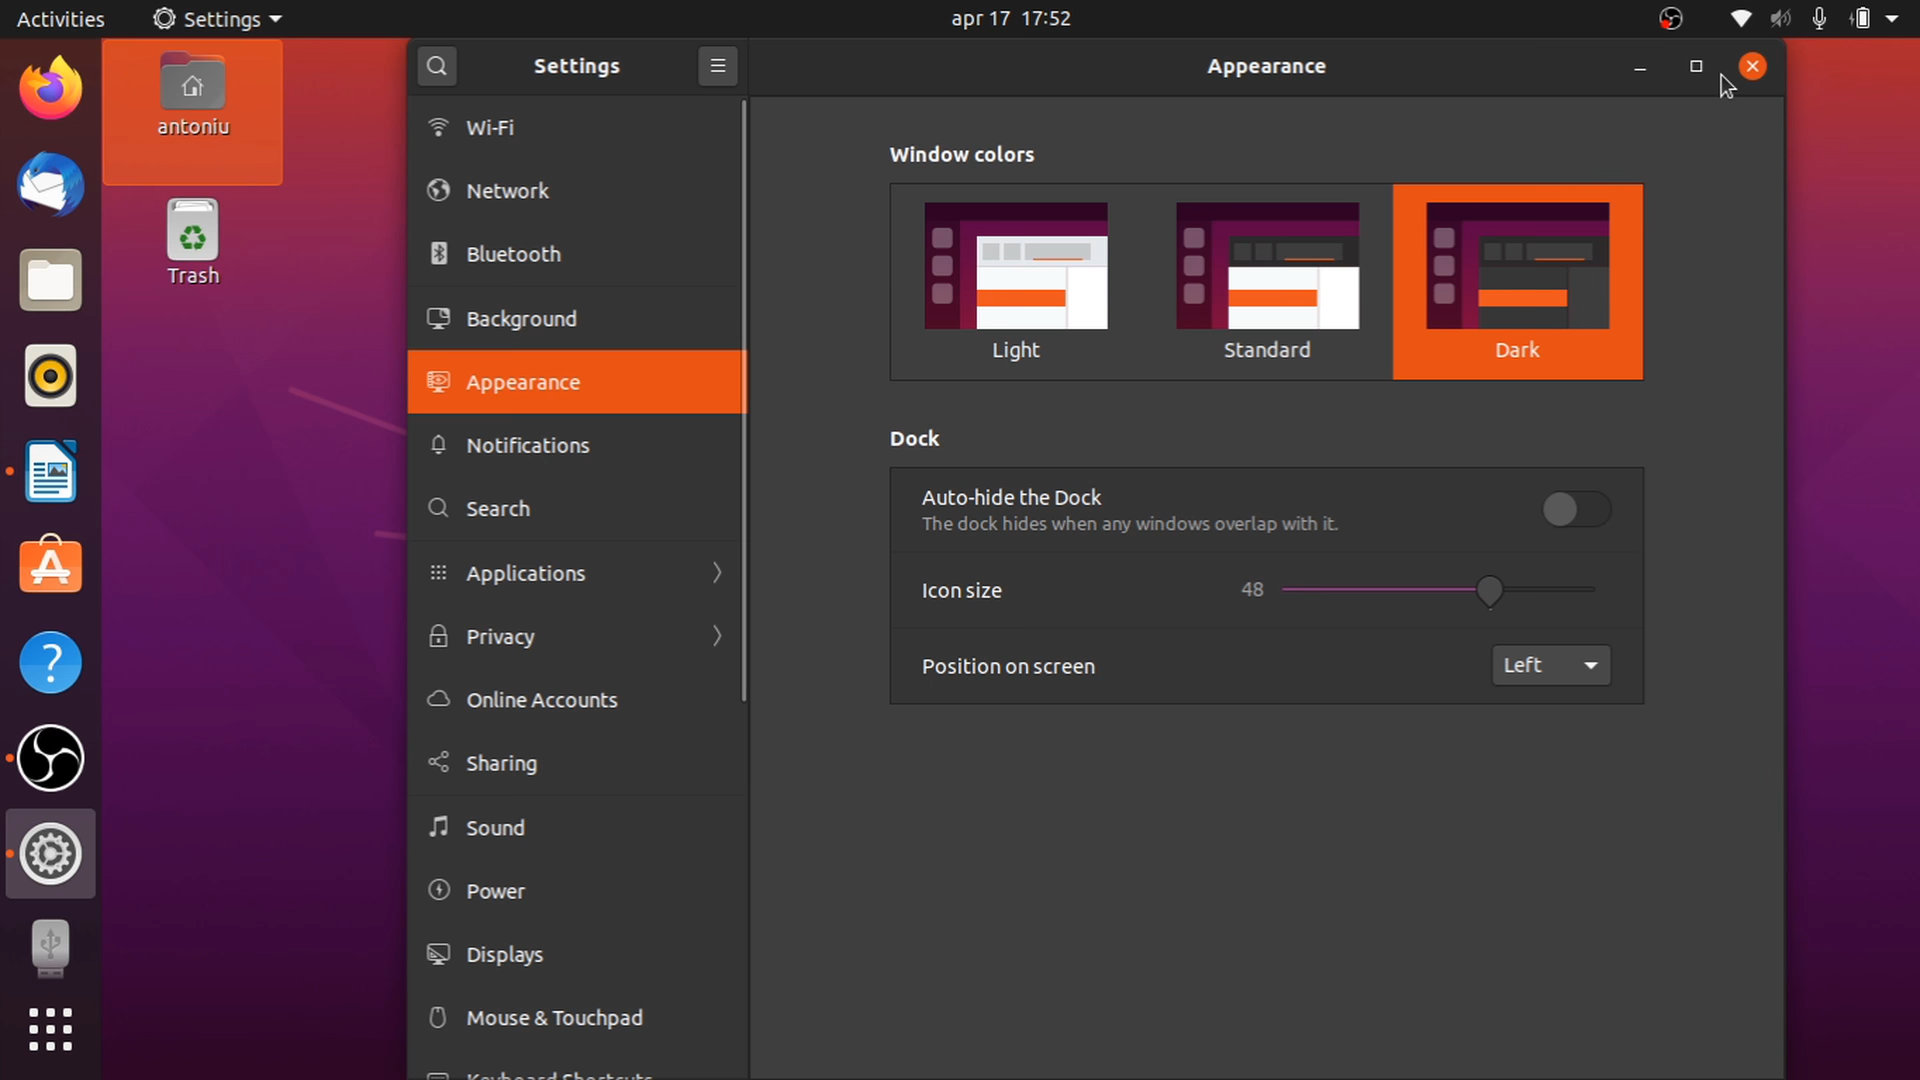 Activities
Settings
apr 17 17:52
antoniu
Trash
Settings
Appearance
Wi-Fi
Network
Bluetooth
Background
Appearance
Notifications
Search
Applications
Privacy
Online Accounts
Sharing
Sound
Power
Displays
Mouse & Touchpad
Keyboard Shortcuts
Window colors
Light
Standard
Dark
Dock
Auto-hide the Dock
The dock hides when any windows overlap with it.
Icon size
48
Position on screen
Left